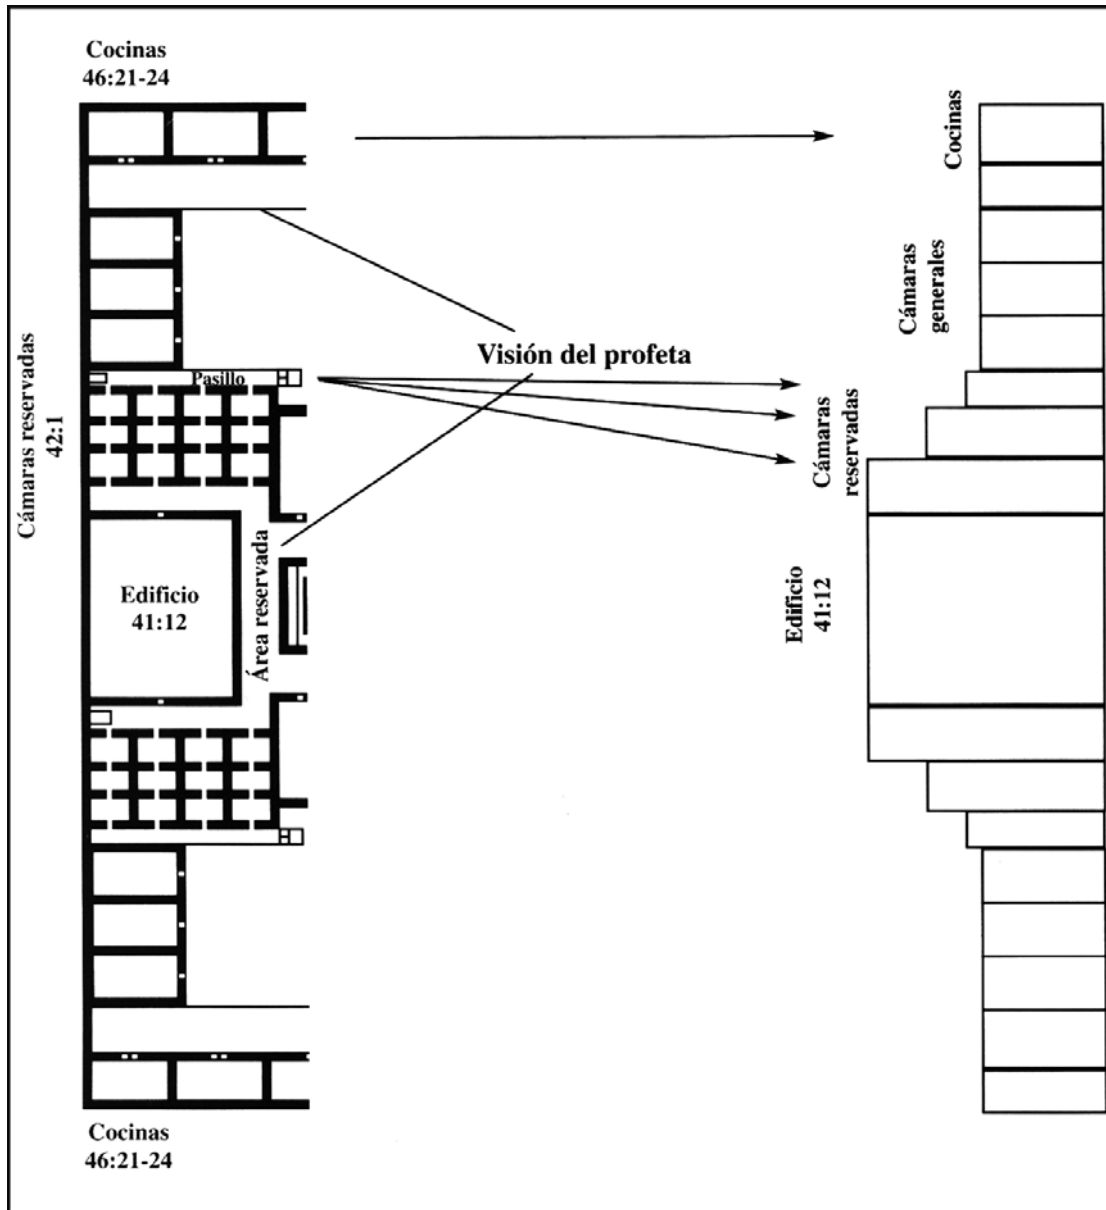 Cocinas
46:21-24
Cocinas
Cámaras
generales
Visión del profeta
Pasillo
Cámaras reservadas
42:1
Cámaras
reservadas
Área reservada
Edificio
41:12
Edificio
41:12
Cocinas
46:21-24